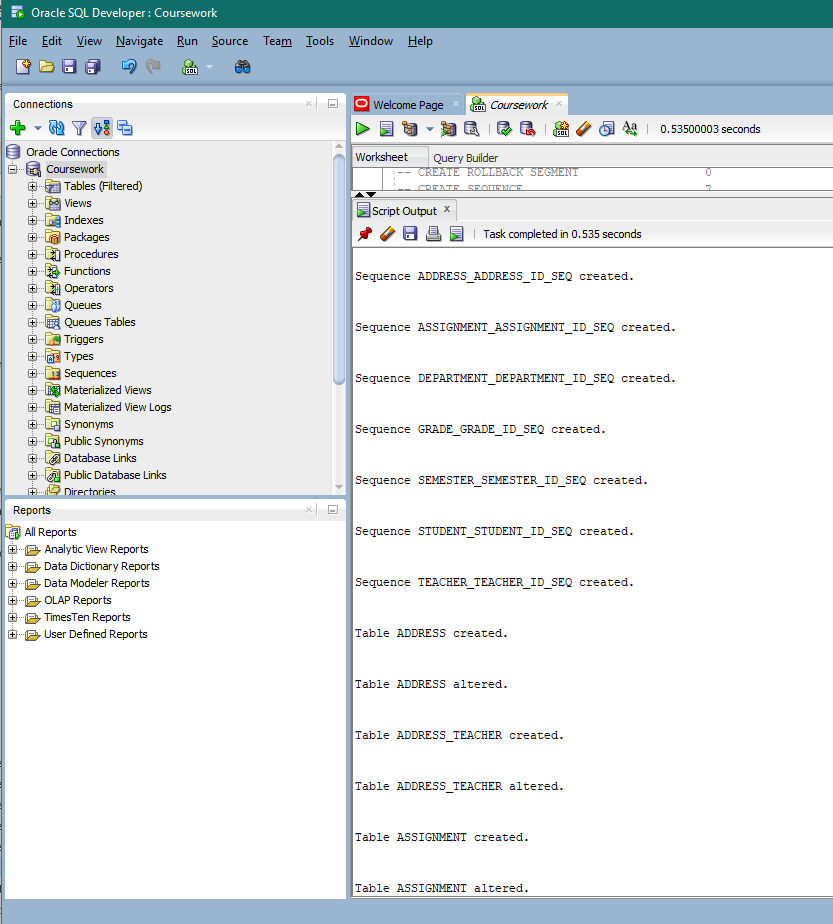 Oracle SQL Developer : Coursework
File Edit View Navigate Run Source Team Tools Window Help
Connections
Oracle Connections
Coursework
Tables (Filtered)
Views
Indexes
Packages
Procedures
Functions
Operators
Queues
Queues Tables
Triggers
Types
Sequences
Materialized Views
Materialized View Logs
Synonyms
Public Synonyms
Database Links
Public Database Links
Directories
Reports
All Reports
Analytic View Reports
Data Dictionary Reports
Data Modeler Reports
OLAP Reports
TimesTen Reports
User Defined Reports
Welcome Page Coursework
0.53500003 seconds
Worksheet Query Builder
-- CREATE ROLLBACK SEGMENT 0
-- CREATE SEQUENCE 7
Script Output
Task completed in 0.535 seconds
Sequence ADDRESS_ADDRESS_ID_SEQ created.
Sequence ASSIGNMENT_ASSIGNMENT_ID_SEQ created.
Sequence DEPARTMENT_DEPARTMENT_ID_SEQ created.
Sequence GRADE_GRADE_ID_SEQ created.
Sequence SEMESTER_SEMESTER_ID_SEQ created.
Sequence STUDENT_STUDENT_ID_SEQ created.
Sequence TEACHER_TEACHER_ID_SEQ created.
Table ADDRESS created.
Table ADDRESS altered.
Table ADDRESS_TEACHER created.
Table ADDRESS_TEACHER altered.
Table ASSIGNMENT created.
Table ASSIGNMENT altered.